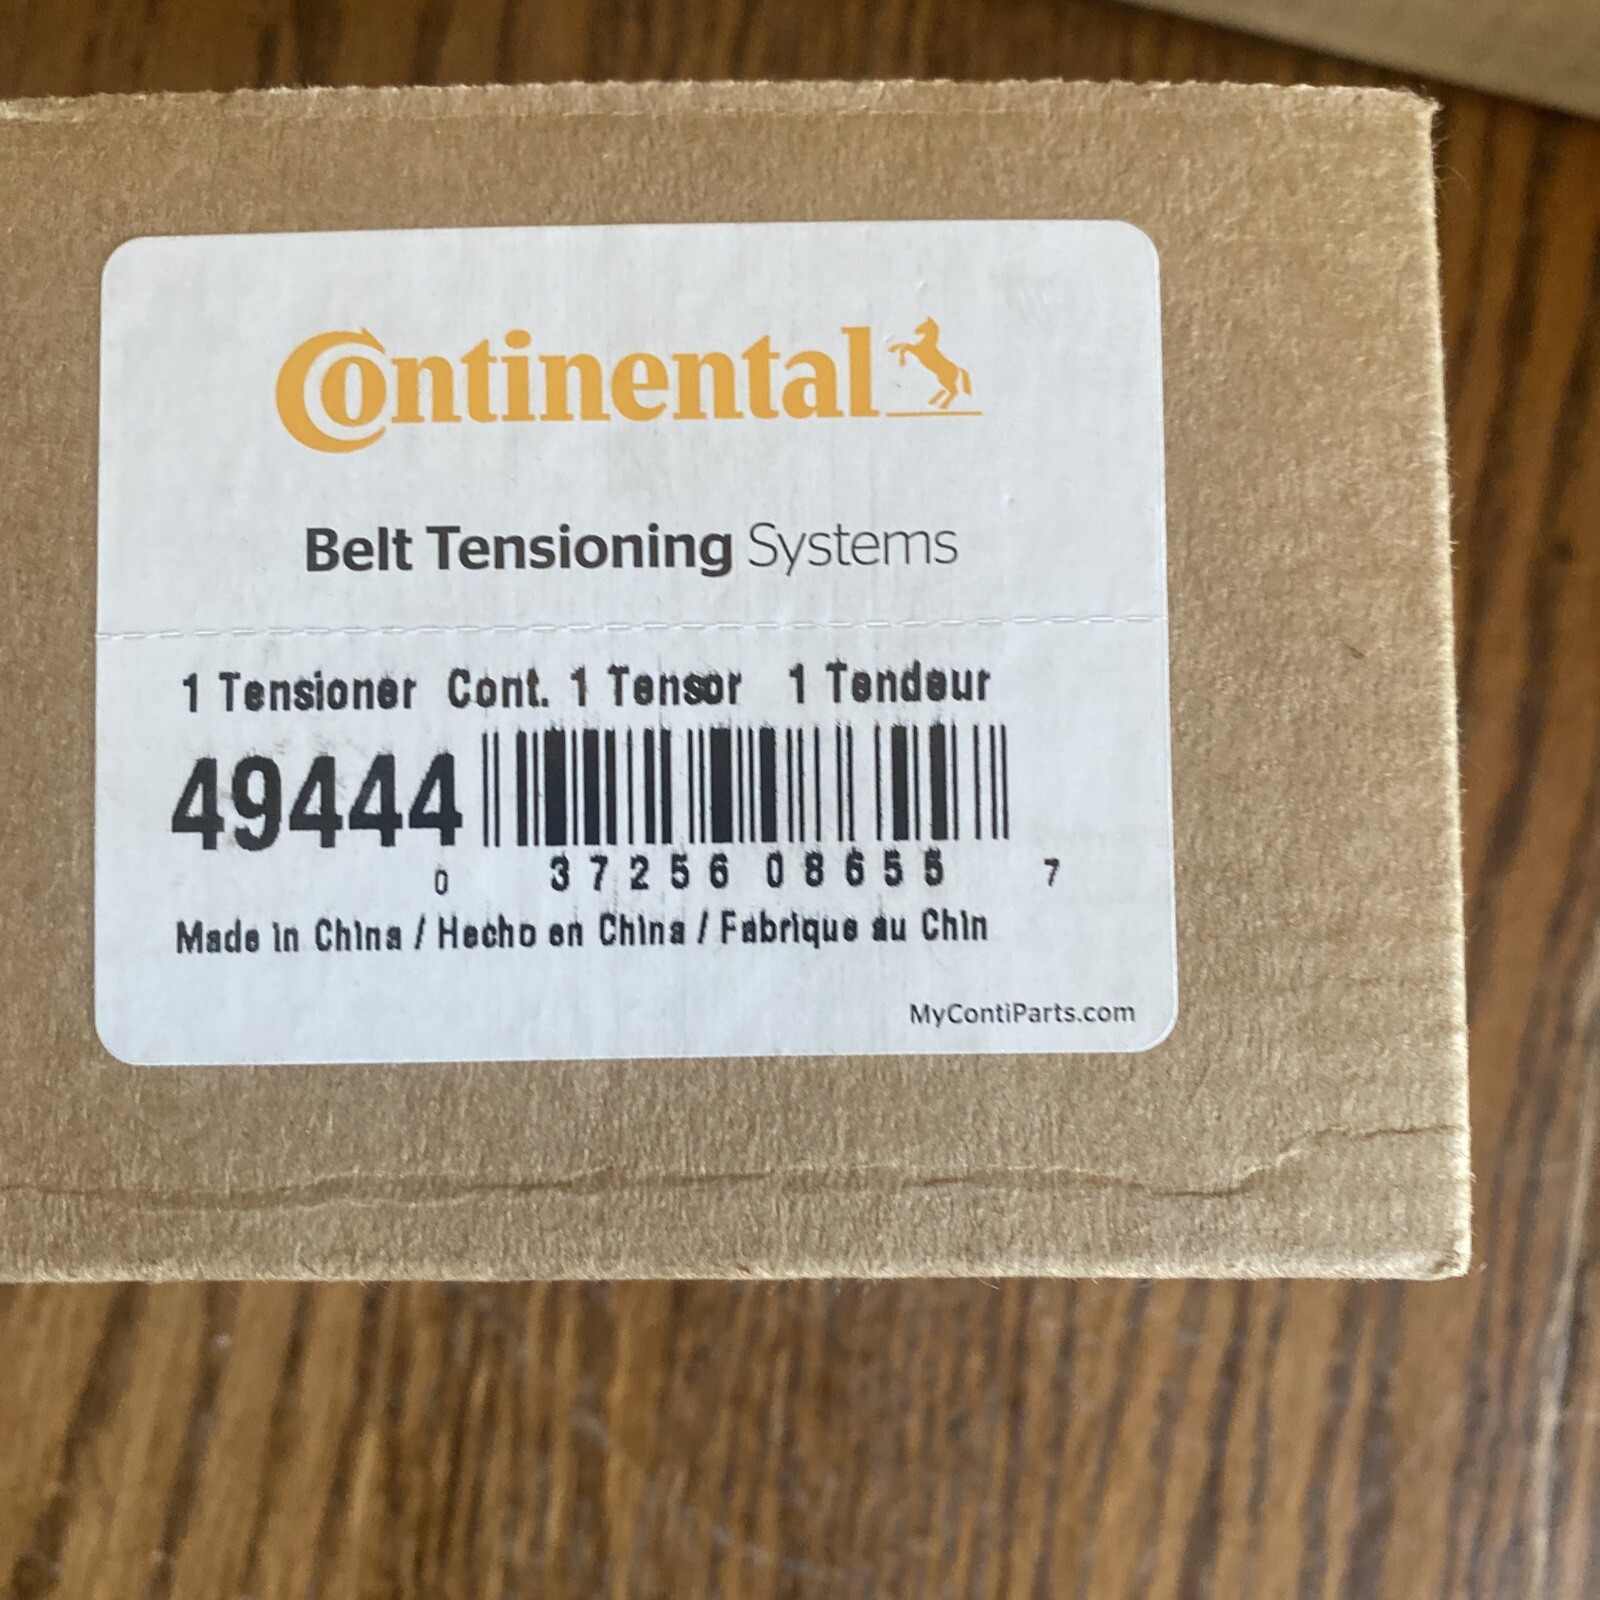 Continental
Belt Tensioning Systems
1 Tensioner Cont. 1 Tensor 1 Tendeur
49444
0 37256 08655 7
Made in China / Hecho en China / Fabrique au Chin
MyContiParts.com